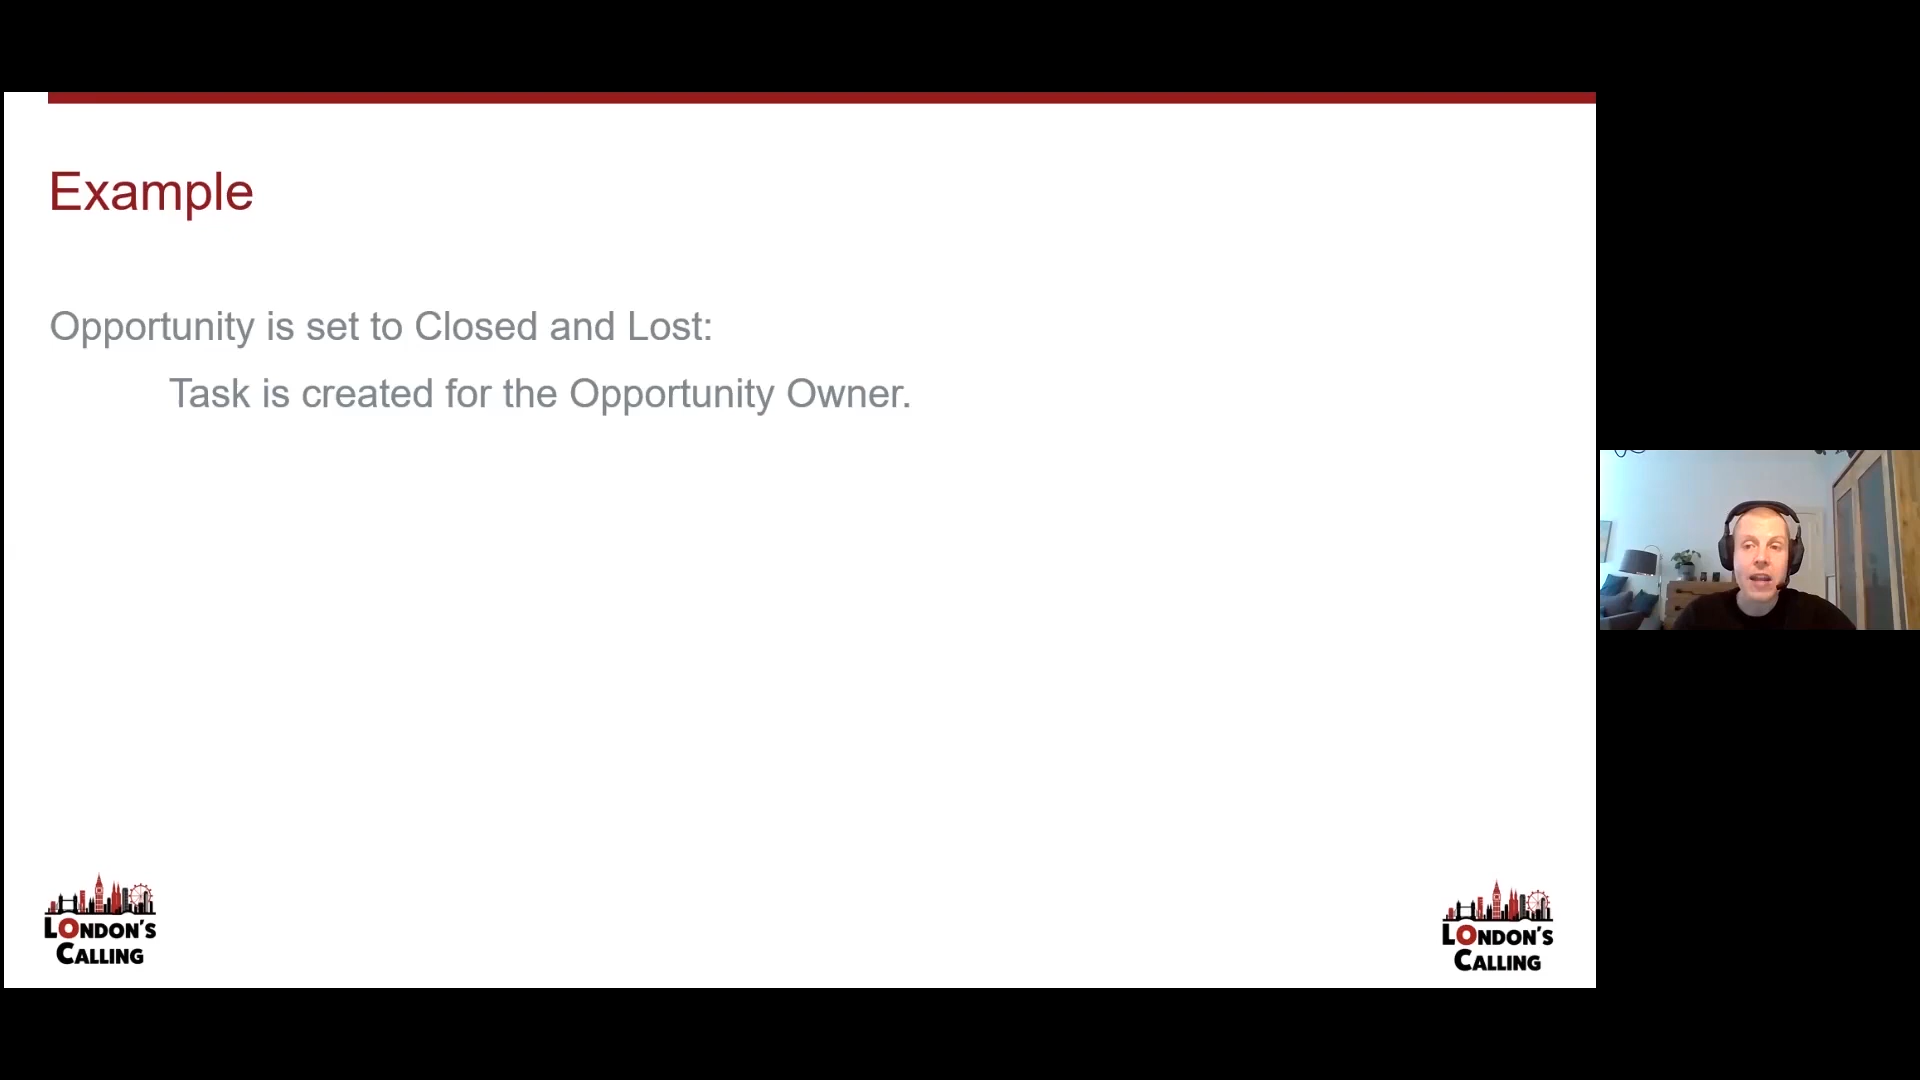 Example
Opportunity is set to Closed and Lost:
Task is created for the Opportunity Owner.
LONDON'S
CALLING
LONDON'S
CALLING